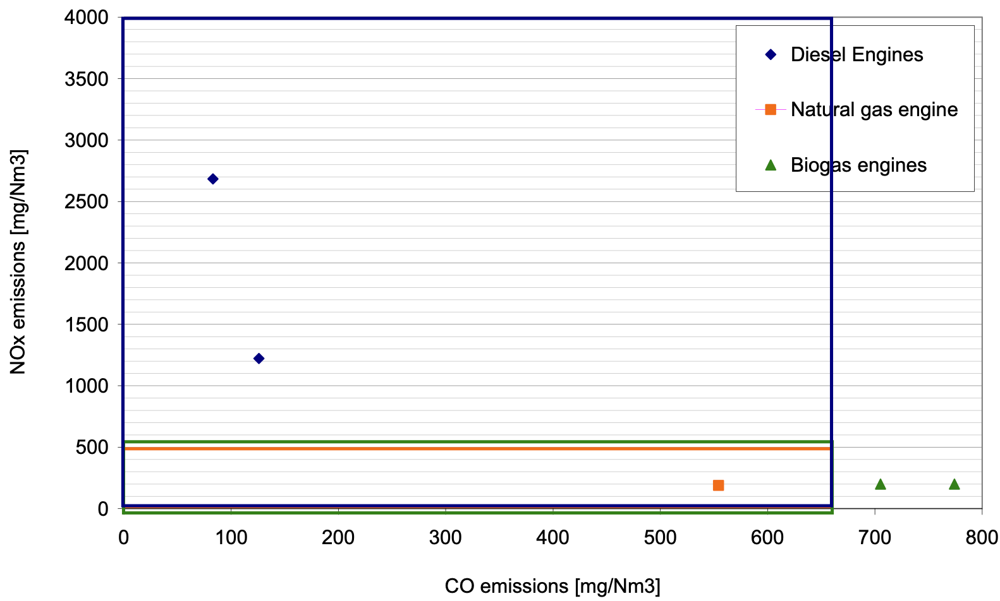 4000
3500
3000
2500
2000
1500
1000
500
0
NOx emissions [mg/Nm3]
Diesel Engines
Natural gas engine
Biogas engines
0 100 200 300 400 500 600 700 800
CO emissions [mg/Nm3]